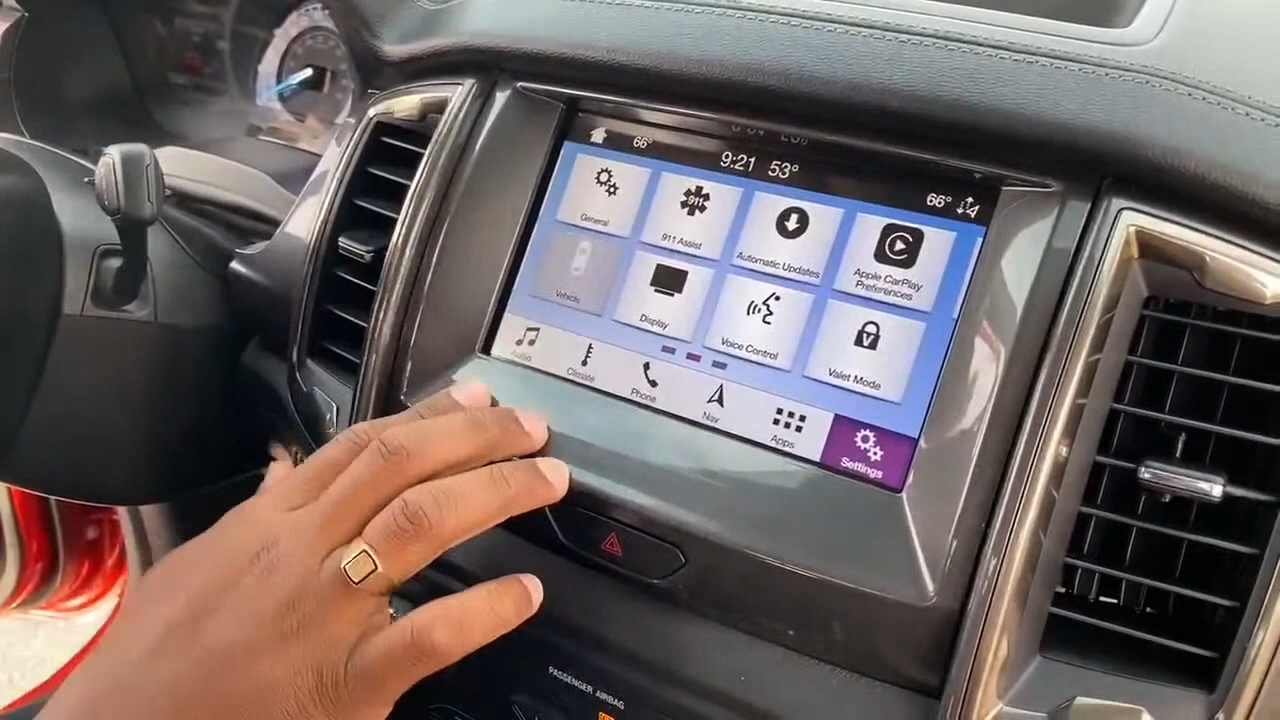 66°
9:21 53°
66°
General
911
911 Assist
Automatic Updates
Apple CarPlay
Preferences
Vehicle
Display
Voice Control
V
Valet Mode
Audio
Climate
Phone
Nav
Apps
Settings
PASSENGER AIRBAG